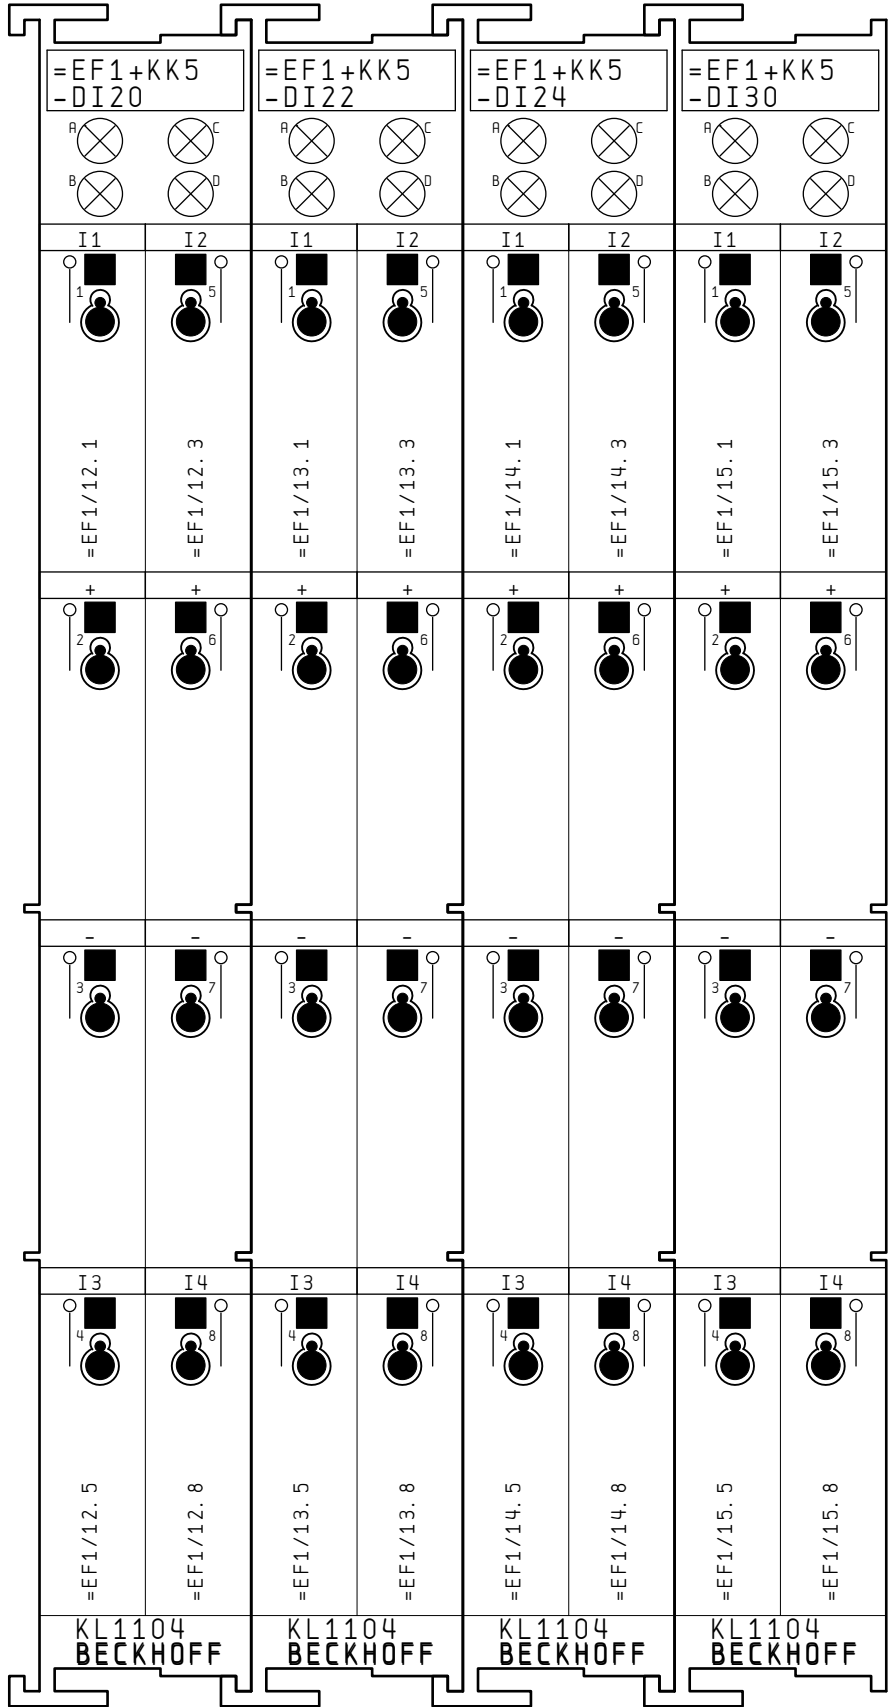 =EF1+KK5 =EF1+KK5 =EF1+KK5 =EF1+KK5
-DI20 -DI22 -DI24 -DI30
A C A C A C A C
B D B D B D B D
I1 I2 I1 I2 I1 I2 I1 I2
1 5 1 5 1 5 1 5
=EF1/12.1 =EF1/12.3 =EF1/13.1 =EF1/13.3 =EF1/14.1 =EF1/14.3 =EF1/15.1 =EF1/15.3
+ + + + + + + +
2 6 2 6 2 6 2 6
- - - - - - - -
3 7 3 7 3 7 3 7
I3 I4 I3 I4 I3 I4 I3 I4
4 8 4 8 4 8 4 8
=EF1/12.5 =EF1/12.8 =EF1/13.5 =EF1/13.8 =EF1/14.5 =EF1/14.8 =EF1/15.5 =EF1/15.8
KL1104 KL1104 KL1104 KL1104
BECKHOFF BECKHOFF BECKHOFF BECKHOFF